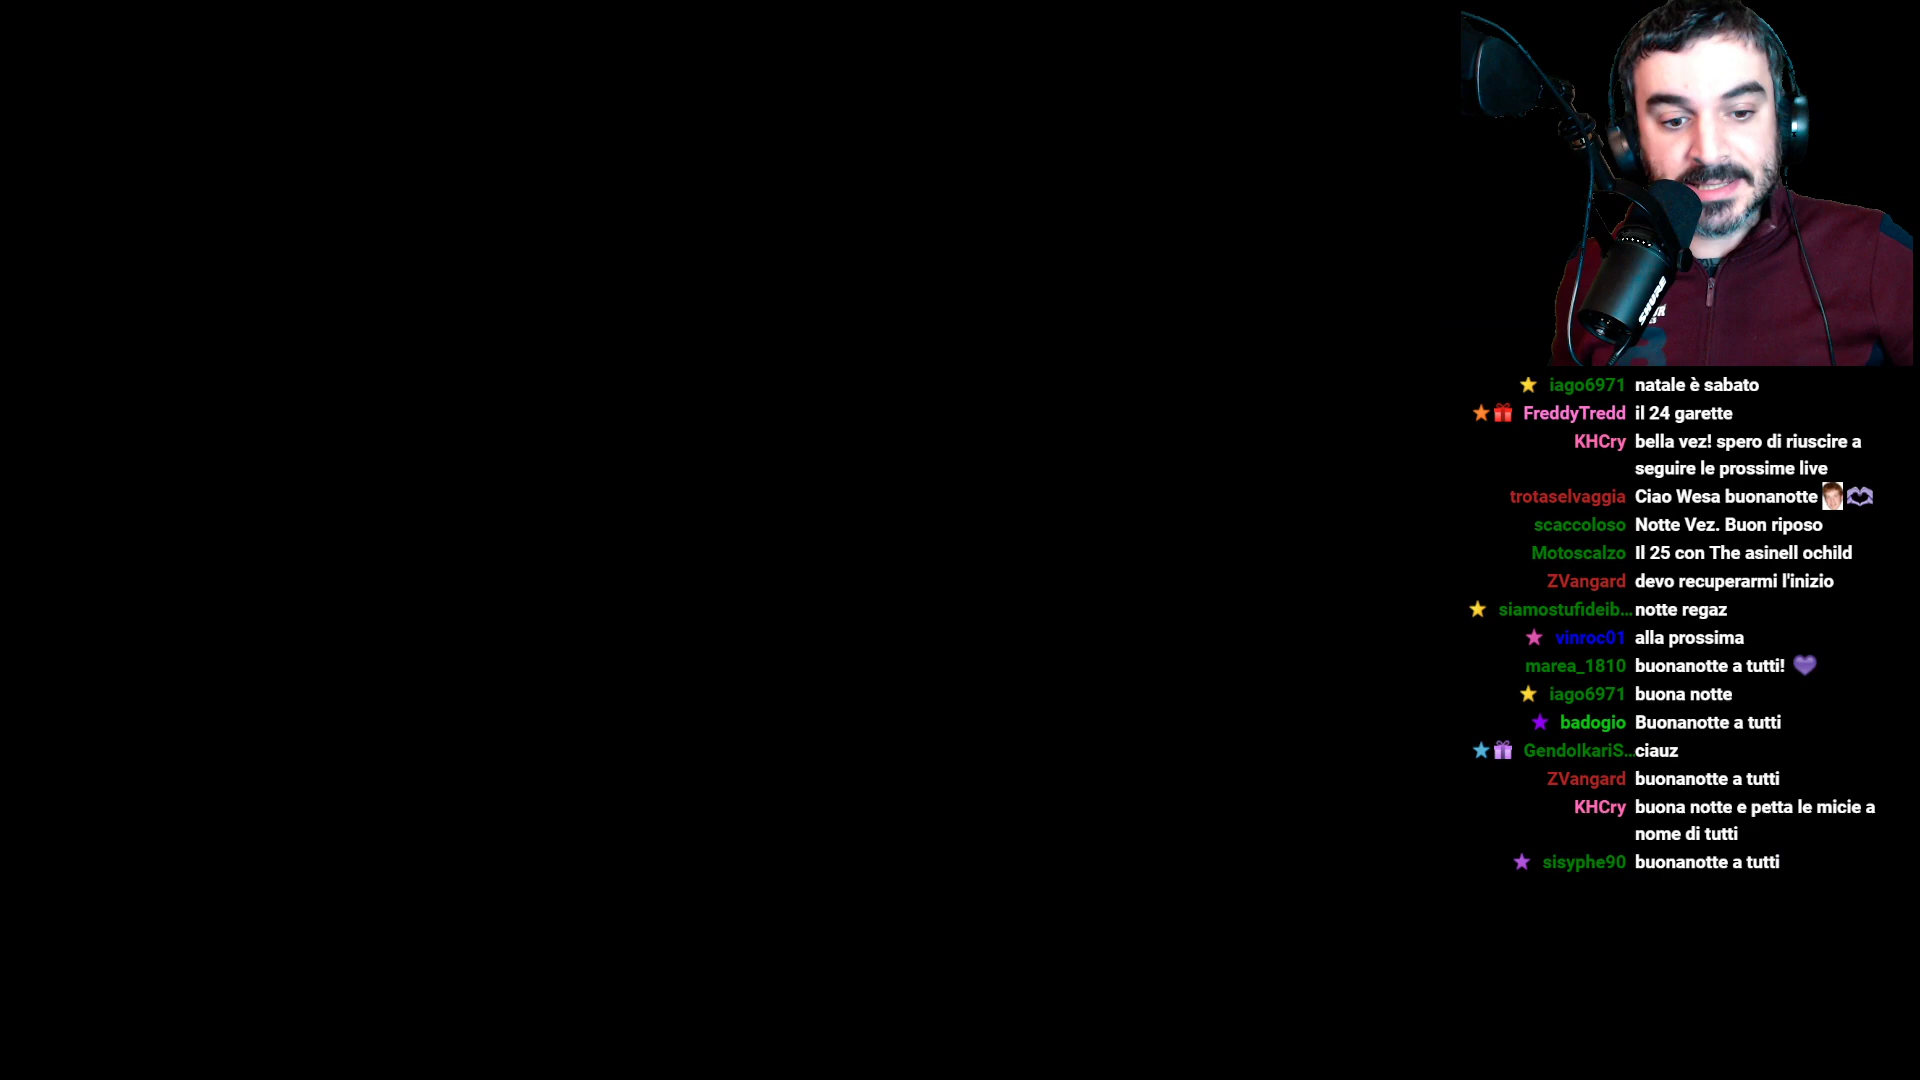 SHURE
iago6971 natale è sabato
FreddyTredd il 24 garette
KHCry bella vez! spero di riuscire a
seguire le prossime live
trotaselvaggia Ciao Wesa buonanotte
scaccoloso Notte Vez. Buon riposo
Motoscalzo Il 25 con The asinell ochild
ZVangard devo recuperarmi l'inizio
siamostufideib... notte regaz
vinroc01 alla prossima
marea_1810 buonanotte a tutti!
iago6971 buona notte
badogio Buonanotte a tutti
GendoIkariS... ciauz
ZVangard buonanotte a tutti
KHCry buona notte e petta le micie a
nome di tutti
sisyphe90 buonanotte a tutti